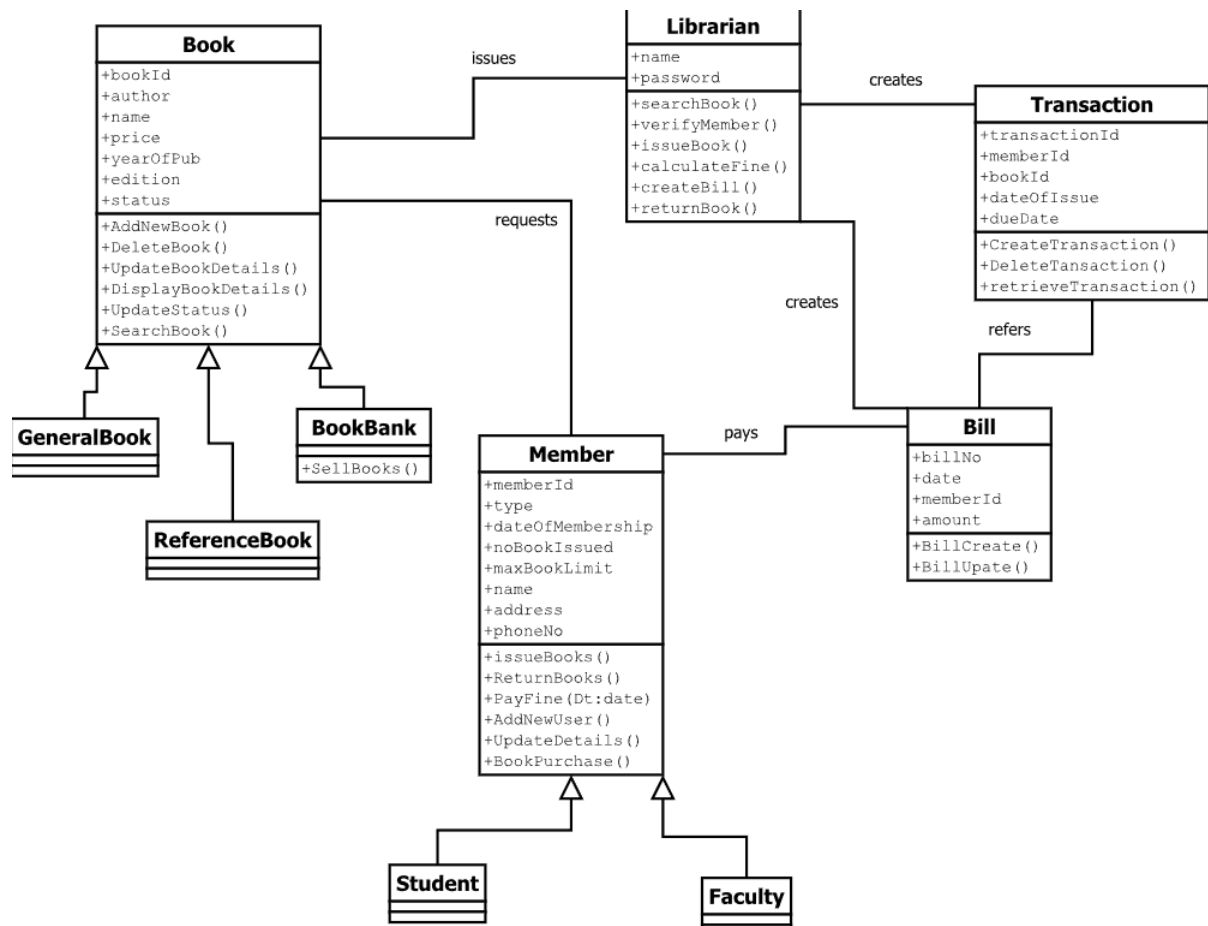 Book
+bookId
+author
+name
+price
+yearOfPub
+edition
+status
+AddNewBook()
+DeleteBook()
+UpdateBookDetails()
+DisplayBookDetails()
+UpdateStatus()
+SearchBook()
issues
Librarian
+name
+password
+searchBook()
+verifyMember()
+issueBook()
+calculateFine()
+createBill()
+returnBook()
creates
Transaction
+transactionId
+memberId
+bookId
+dateOfIssue
+dueDate
+CreateTransaction()
+DeleteTansaction()
+retrieveTransaction()
requests
creates
refers
GeneralBook
BookBank
+SellBooks()
ReferenceBook
Member
+memberId
+type
+dateOfMembership
+noBookIssued
+maxBookLimit
+name
+address
+phoneNo
+issueBooks()
+ReturnBooks()
+PayFine(Dt:date)
+AddNewUser()
+UpdateDetails()
+BookPurchase()
pays
Bill
+billNo
+date
+memberId
+amount
+BillCreate()
+BillUpate()
Student
Faculty